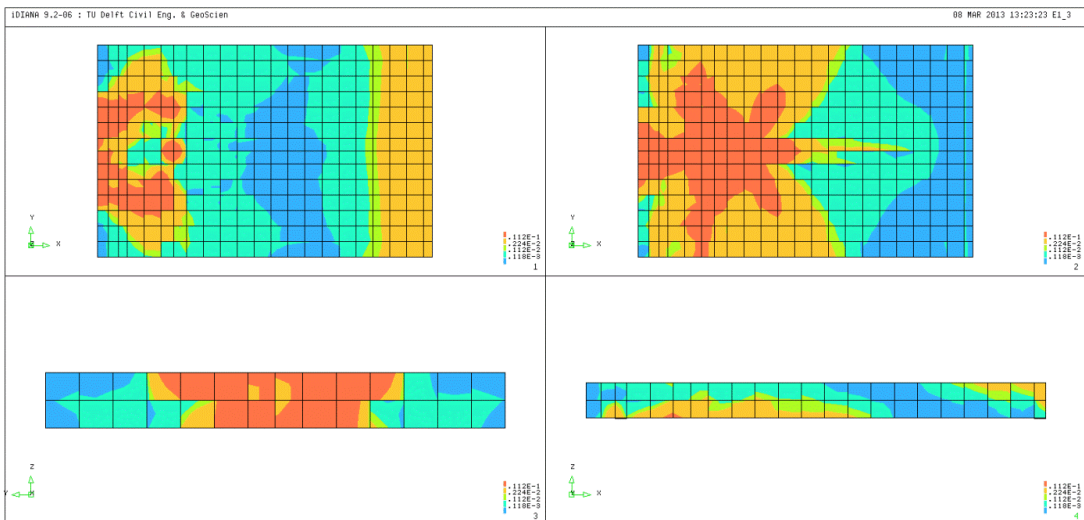 iDIANA 9.2-06 : TU Delft Civil Eng. & GeoScien
08 MAR 2013 13:23:23 E1_3
Y
Z X
.112E-1
.224E-2
.112E-2
.118E-3
1
Y
Z X
.112E-1
.224E-2
.112E-2
.118E-3
2
Z
Y X
.112E-1
.224E-2
.112E-2
.118E-3
3
Z
Y X
.112E-1
.224E-2
.112E-2
.118E-3
4